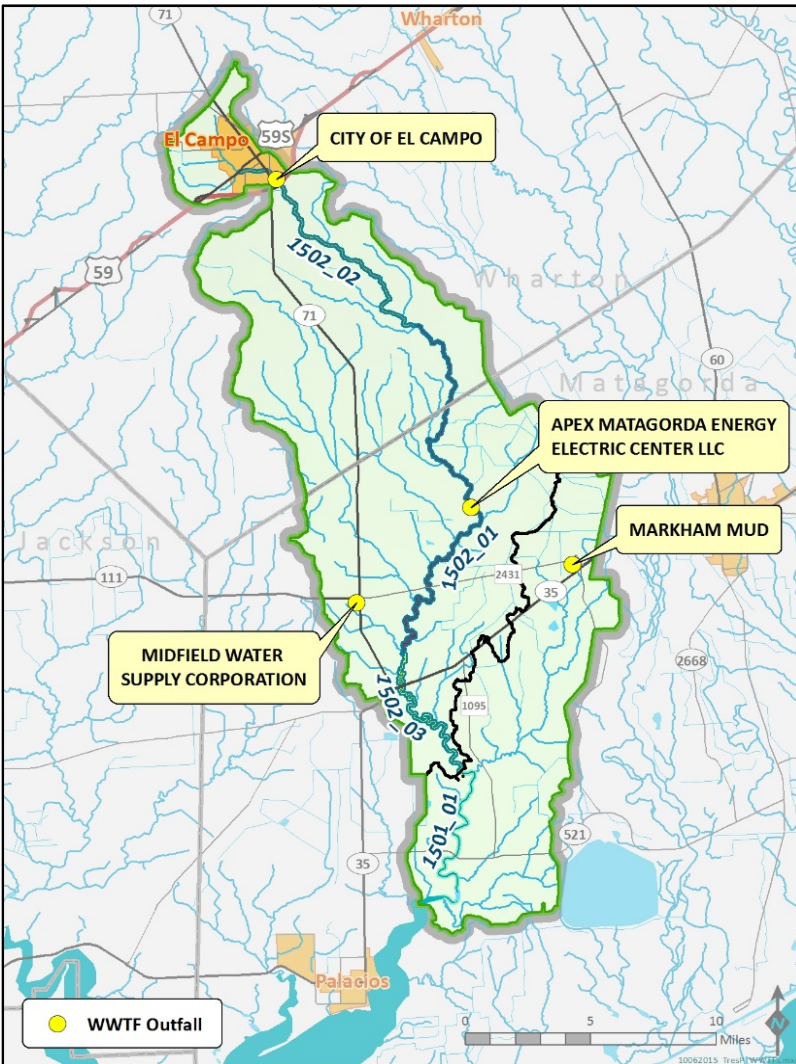 71
Wharton
59S
El Campo
CITY OF EL CAMPO
1502_02
59
Wharton
71
60
Matagorda
APEX MATAGORDA ENERGY
ELECTRIC CENTER LLC
MARKHAM MUD
Jackson
1502_01
111
2431
35
MIDFIELD WATER
SUPPLY CORPORATION
2668
1502_03
1095
1501_01
521
35
Palacios
WWTF Outfall
0 5 10
Miles
N